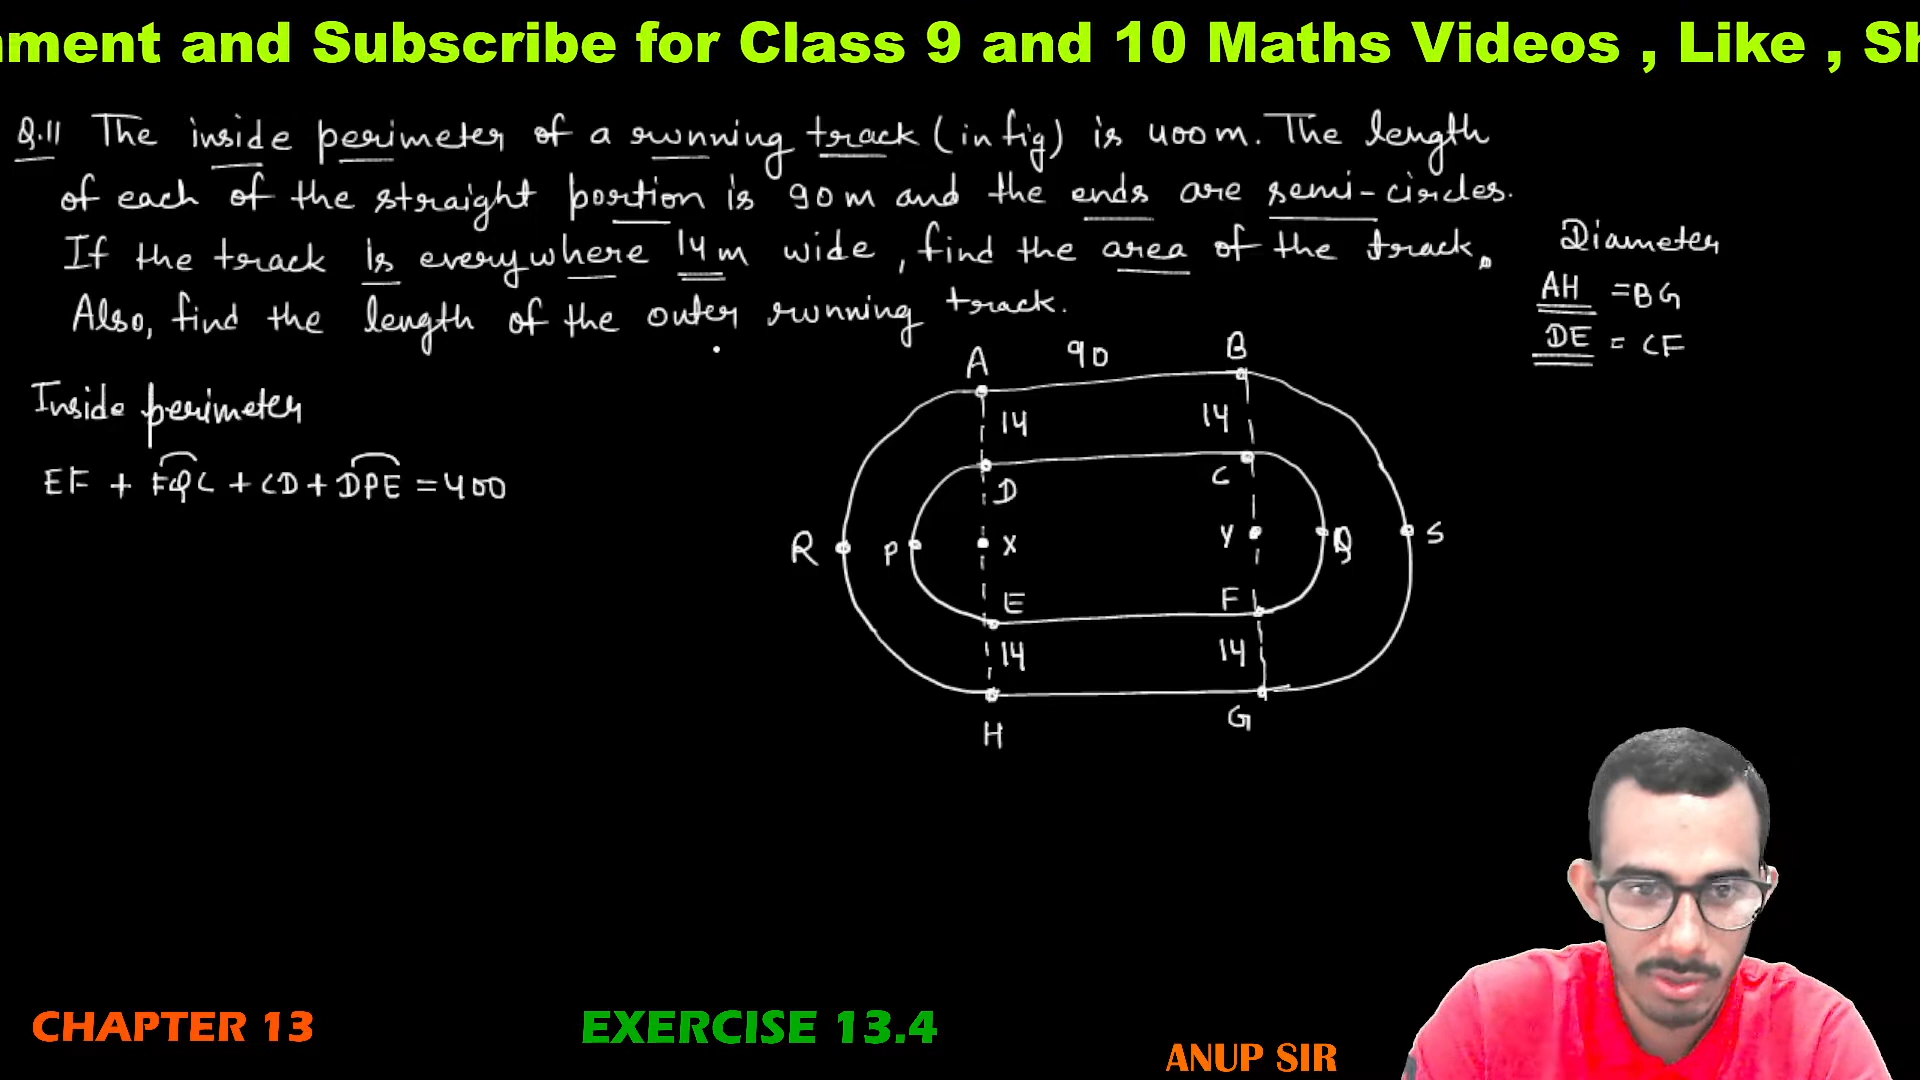 nment and Subscribe for Class 9 and 10 Maths Videos , Like , Sh
Q.11 The inside perimeter of a running track (in fig) is 400m. The length
of each of the straight portion is 90m and the ends are semi-circles.
If the track is everywhere 14m wide, find the area of the track.
Also, find the length of the outer running track.
Diameter
AH = BG
DE = CF
Inside perimeter
EF + FQC + CD + DPE = 400
A 90 B
14 14
D C
R P X Y Q S
E F
14 14
H G
CHAPTER 13
EXERCISE 13.4
ANUP SIR